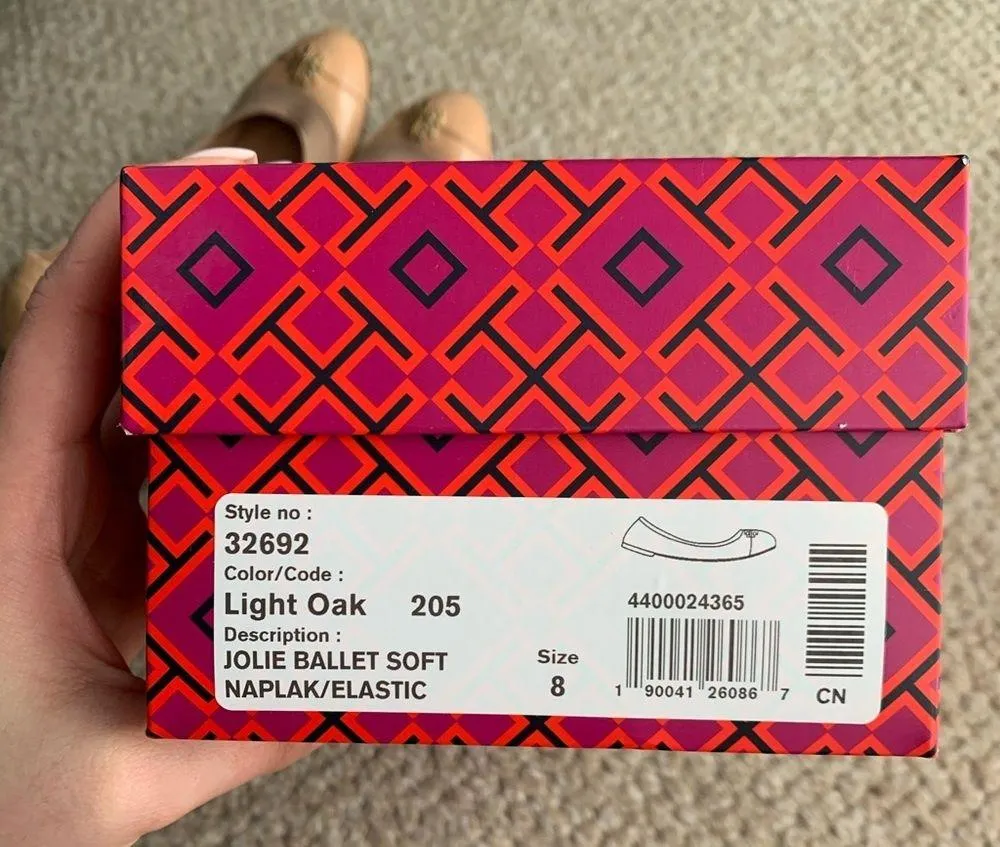 Style no :
32692
Color/Code :
Light Oak 205
Description :
JOLIE BALLET SOFT
NAPLAK/ELASTIC
Size
8
4400024365
1 90041 26086 7
CN